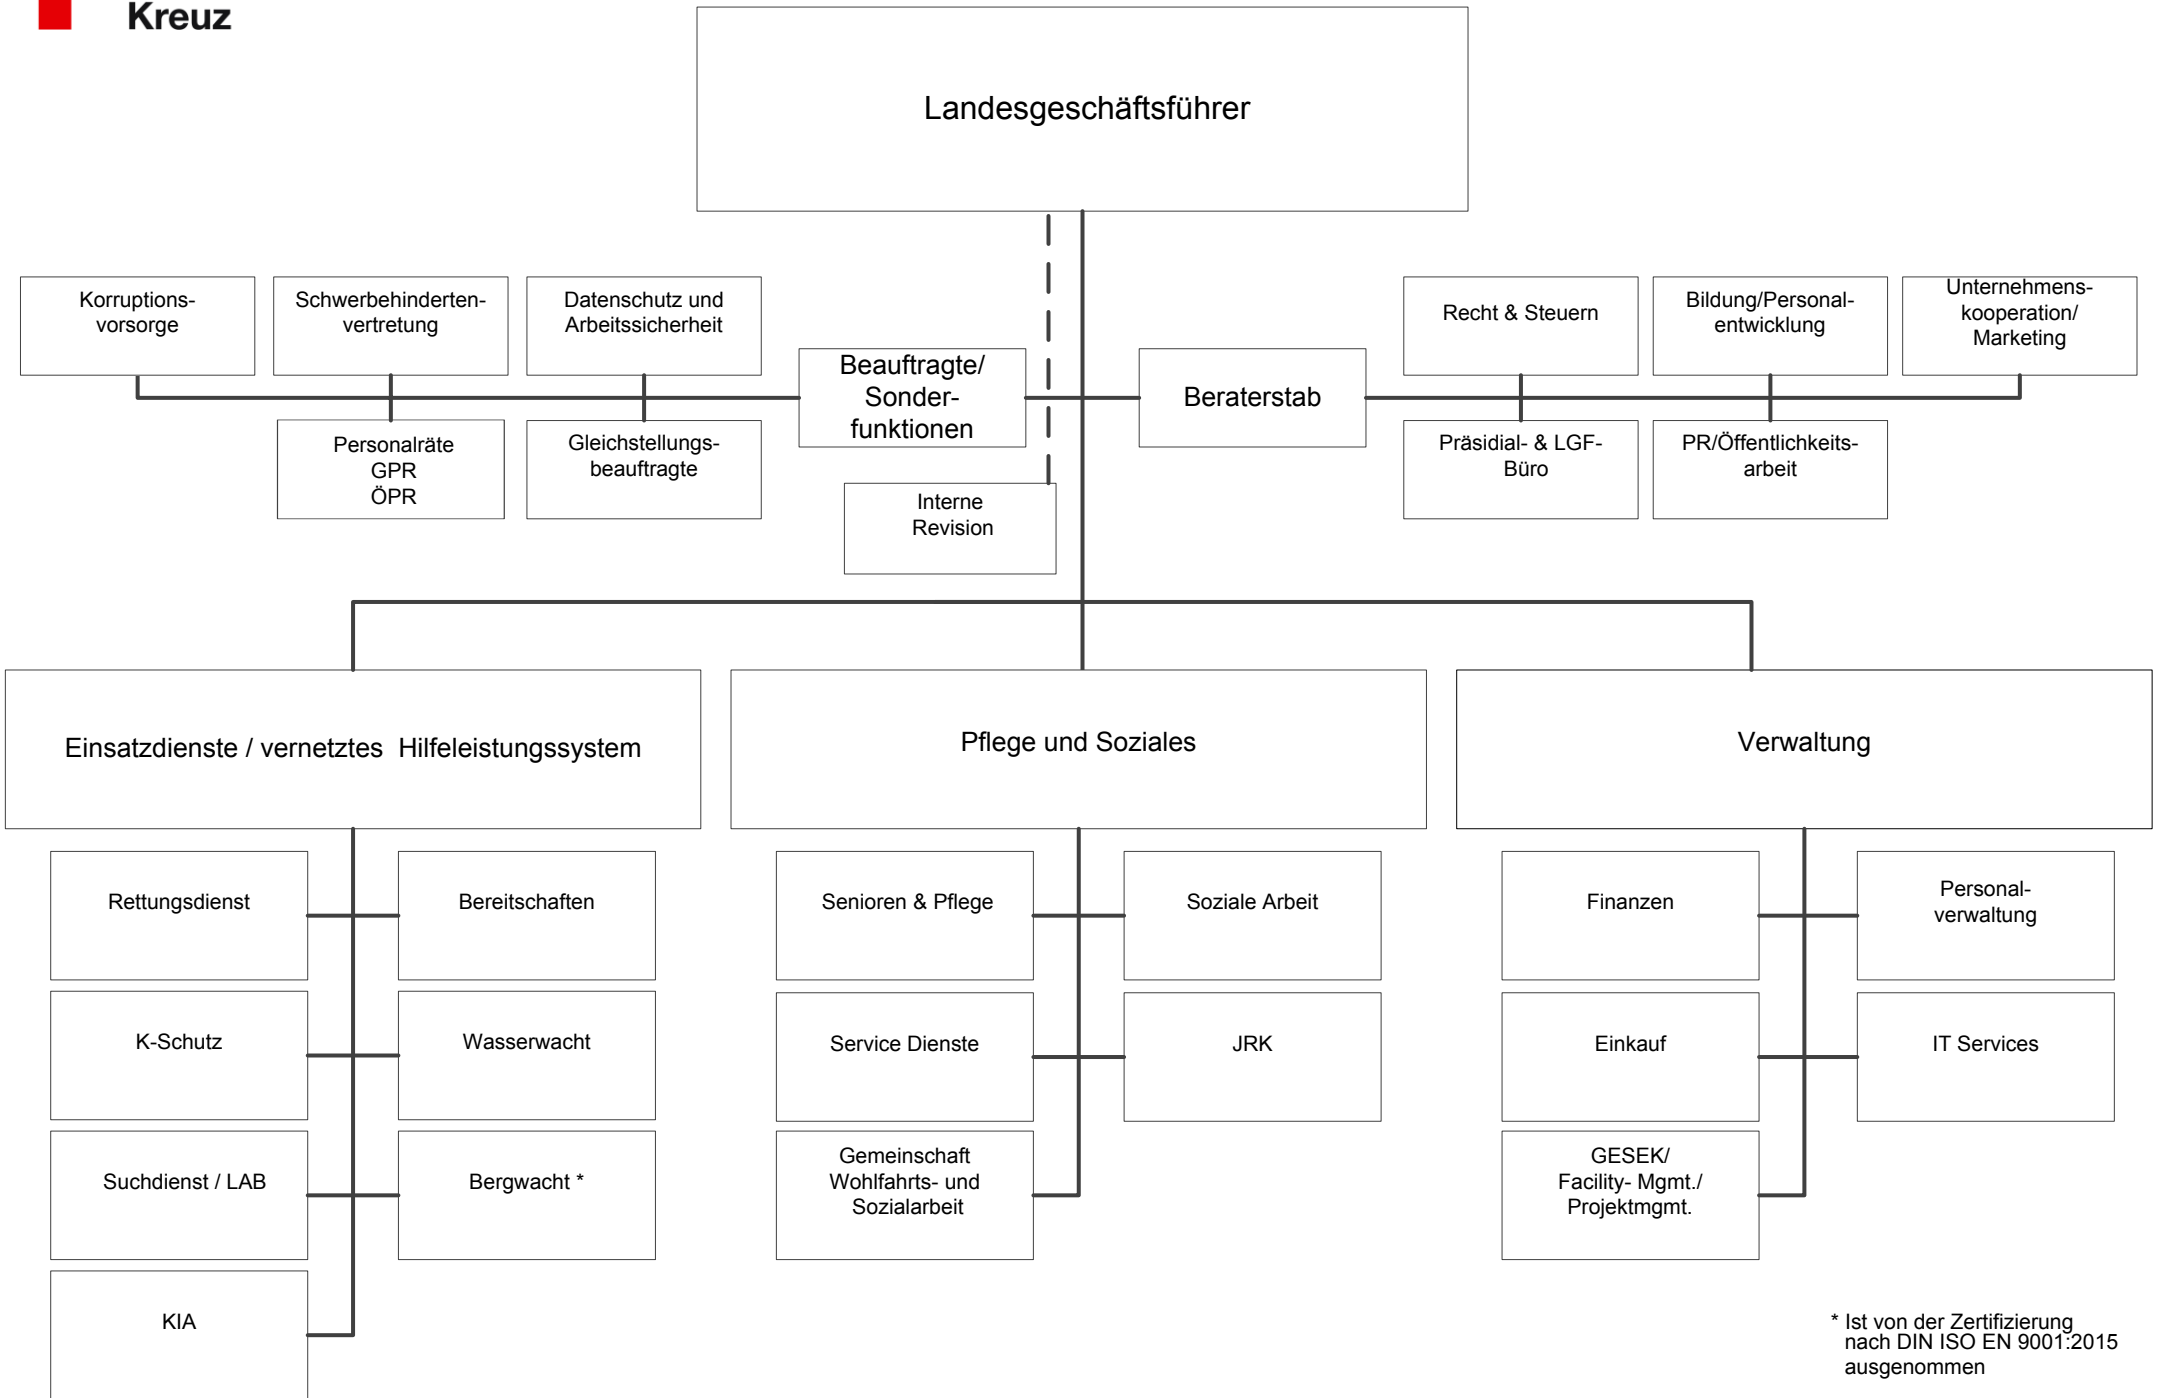 Kreuz
Landesgeschäftsführer
Korruptions-
vorsorge
Schwerbehinderten-
vertretung
Datenschutz und
Arbeitssicherheit
Beauftragte/
Sonder-
funktionen
Beraterstab
Recht & Steuern
Bildung/Personal-
entwicklung
Unternehmens-
kooperation/
Marketing
Personalräte
GPR
ÖPR
Gleichstellungs-
beauftragte
Interne
Revision
Präsidial- & LGF-
Büro
PR/Öffentlichkeits-
arbeit
Einsatzdienste / vernetztes  Hilfeleistungssystem
Pflege und Soziales
Verwaltung
Rettungsdienst
Bereitschaften
K-Schutz
Wasserwacht
Suchdienst / LAB
Bergwacht *
KIA
Senioren & Pflege
Soziale Arbeit
Service Dienste
JRK
Gemeinschaft
Wohlfahrts- und
Sozialarbeit
Finanzen
Personal-
verwaltung
Einkauf
IT Services
GESEK/
Facility- Mgmt./
Projektmgmt.
* Ist von der Zertifizierung
nach DIN ISO EN 9001:2015
ausgenommen